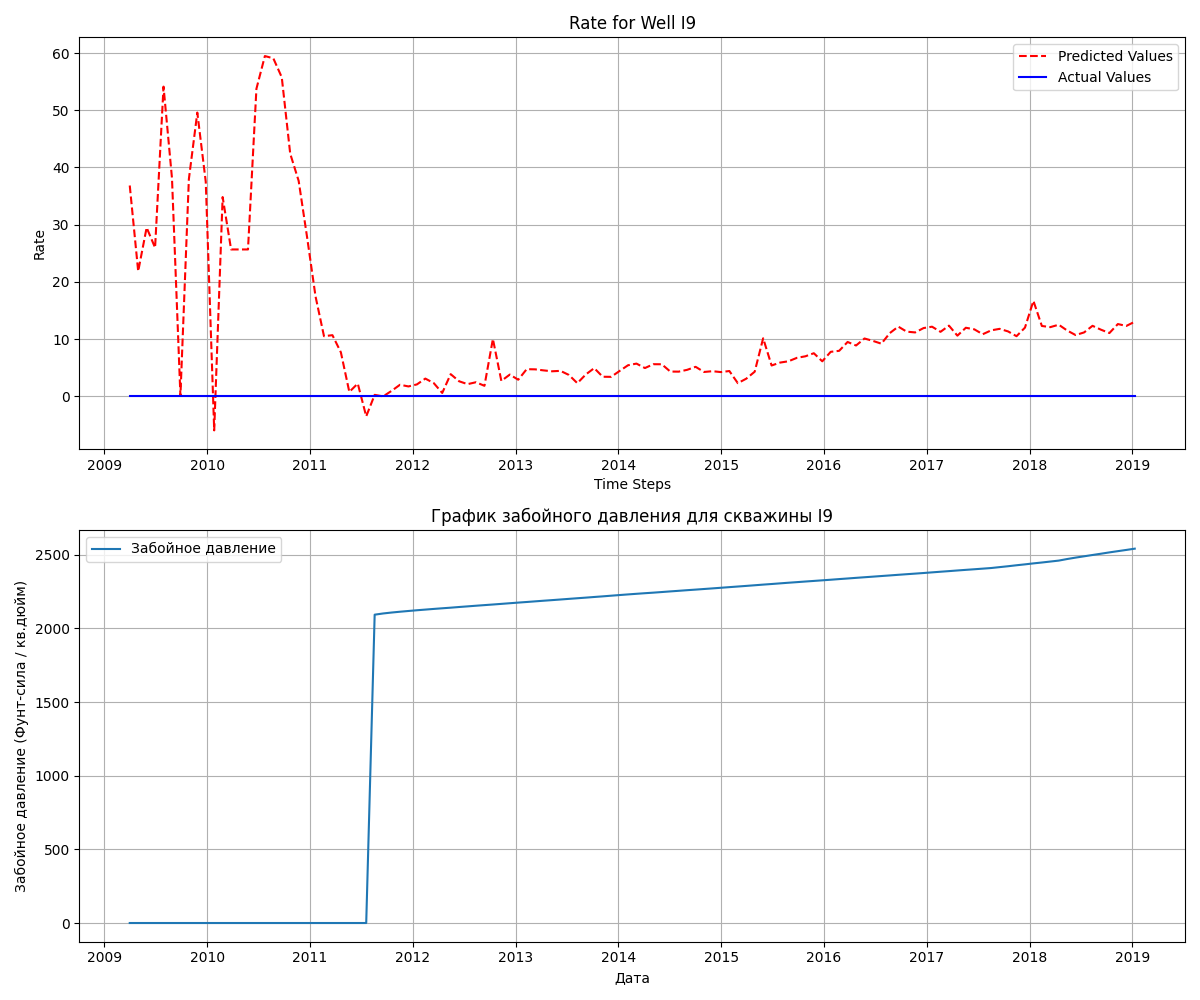 Rate for Well I9
Predicted Values
Actual Values
Rate
60
50
40
30
20
10
0
2009 2010 2011 2012 2013 2014 2015 2016 2017 2018 2019
Time Steps
График забойного давления для скважины I9
Забойное давление
Забойное давление (Фунт-сила / кв.дюйм)
2500
2000
1500
1000
500
0
2009 2010 2011 2012 2013 2014 2015 2016 2017 2018 2019
Дата